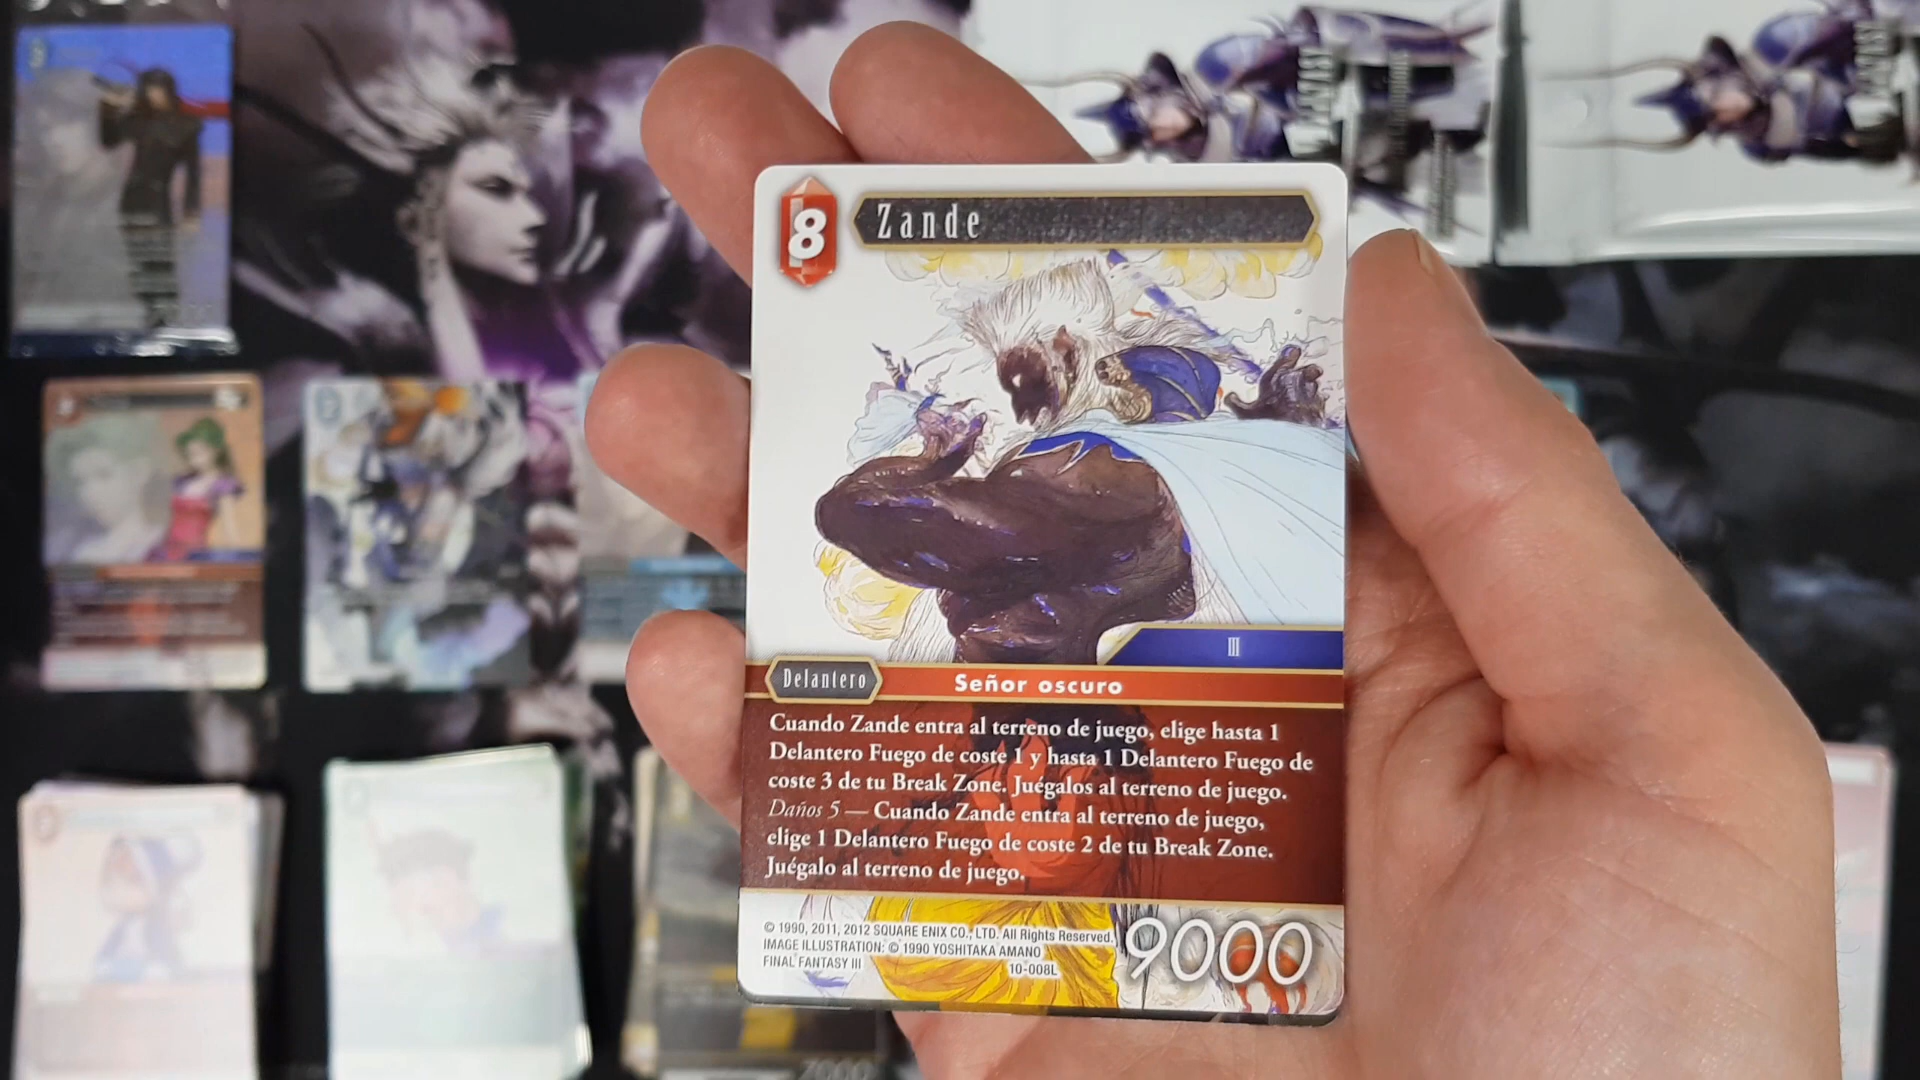 8
Zande
III
Delantero
Señor oscuro
Cuando Zande entra al terreno de juego, elige hasta 1
Delantero Fuego de coste 1 y hasta 1 Delantero Fuego de
coste 3 de tu Break Zone. Juégalos al terreno de juego.
Daños 5 — Cuando Zande entra al terreno de juego,
elige 1 Delantero Fuego de coste 2 de tu Break Zone.
Juégalo al terreno de juego.
© 1990, 2011, 2012 SQUARE ENIX CO., LTD. All Rights Reserved.
IMAGE ILLUSTRATION: © 1990 YOSHITAKA AMANO
FINAL FANTASY III
10-008L
9000
7000